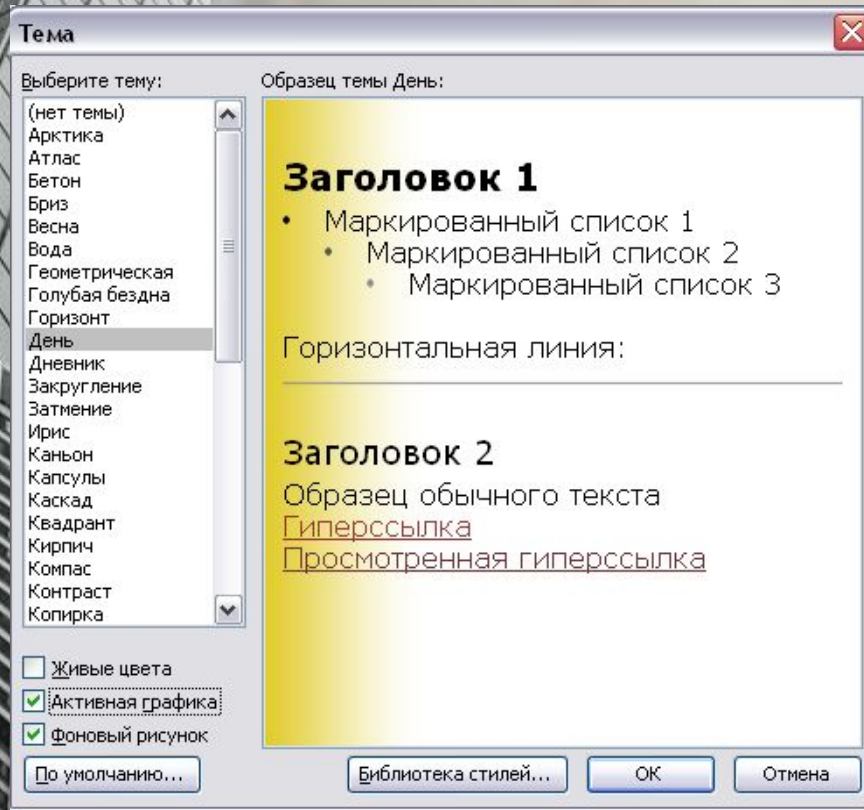 Тема
Выберите тему:
(нет темы)
Арктика
Атлас
Бетон
Бриз
Весна
Вода
Геометрическая
Голубая бездна
Горизонт
День
Дневник
Закругление
Затмение
Ирис
Каньон
Капсулы
Каскад
Квадрант
Кирпич
Компас
Контраст
Копирка
Живые цвета
Активная графика
Фоновый рисунок
По умолчанию...
Образец темы День:
Заголовок 1
• Маркированный список 1
• Маркированный список 2
• Маркированный список 3
Горизонтальная линия:
Заголовок 2
Образец обычного текста
Гиперссылка
Просмотренная гиперссылка
Библиотека стилей...
ОК
Отмена